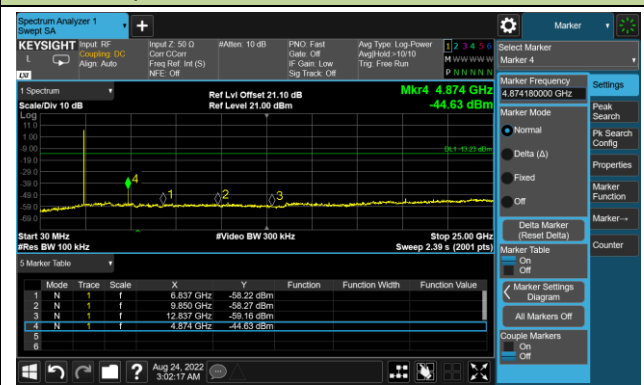 Spectrum Analyzer 1
Swept SA
Marker
KEYSIGHT
L
LXI
Input: RF
Coupling: DC
Align: Auto
Input Z: 50 Ω
Corr CCorr
Freq Ref: Int (S)
NFE: Off
#Atten: 10 dB
PNO: Fast
Gate: Off
IF Gain: Low
Sig Track: Off
Avg Type: Log-Power
Avg|Hold:>10/10
Trig: Free Run
1 2 3 4 5 6
M W W W W W
P N N N N N
Select Marker
Marker 4
1 Spectrum
Scale/Div 10 dB
Ref Lvl Offset 21.10 dB
Ref Level 21.00 dBm
Mkr4 4.874 GHz
-44.63 dBm
Log
11.0
1.00
-9.00
-19.0
-29.0
-39.0
-49.0
-59.0
-69.0
DL1 -13.23 dBm
4
1
2
3
Start 30 MHz
#Res BW 100 kHz
#Video BW 300 kHz
Stop 25.00 GHz
Sweep 2.39 s (2001 pts)
5 Marker Table
Mode Trace Scale X Y Function Function Width Function Value
1 N 1 f 6.837 GHz -58.22 dBm
2 N 1 f 9.850 GHz -58.27 dBm
3 N 1 f 12.837 GHz -59.16 dBm
4 N 1 f 4.874 GHz -44.63 dBm
5
6
Aug 24, 2022
3:02:17 AM
Marker Frequency
4.874180000 GHz
Marker Mode
Normal
Delta (Δ)
Fixed
Off
Delta Marker
(Reset Delta)
Marker Table
On
Off
Marker Settings
Diagram
All Markers Off
Couple Markers
On
Off
Settings
Peak
Search
Pk Search
Config
Properties
Marker
Function
Marker→
Counter